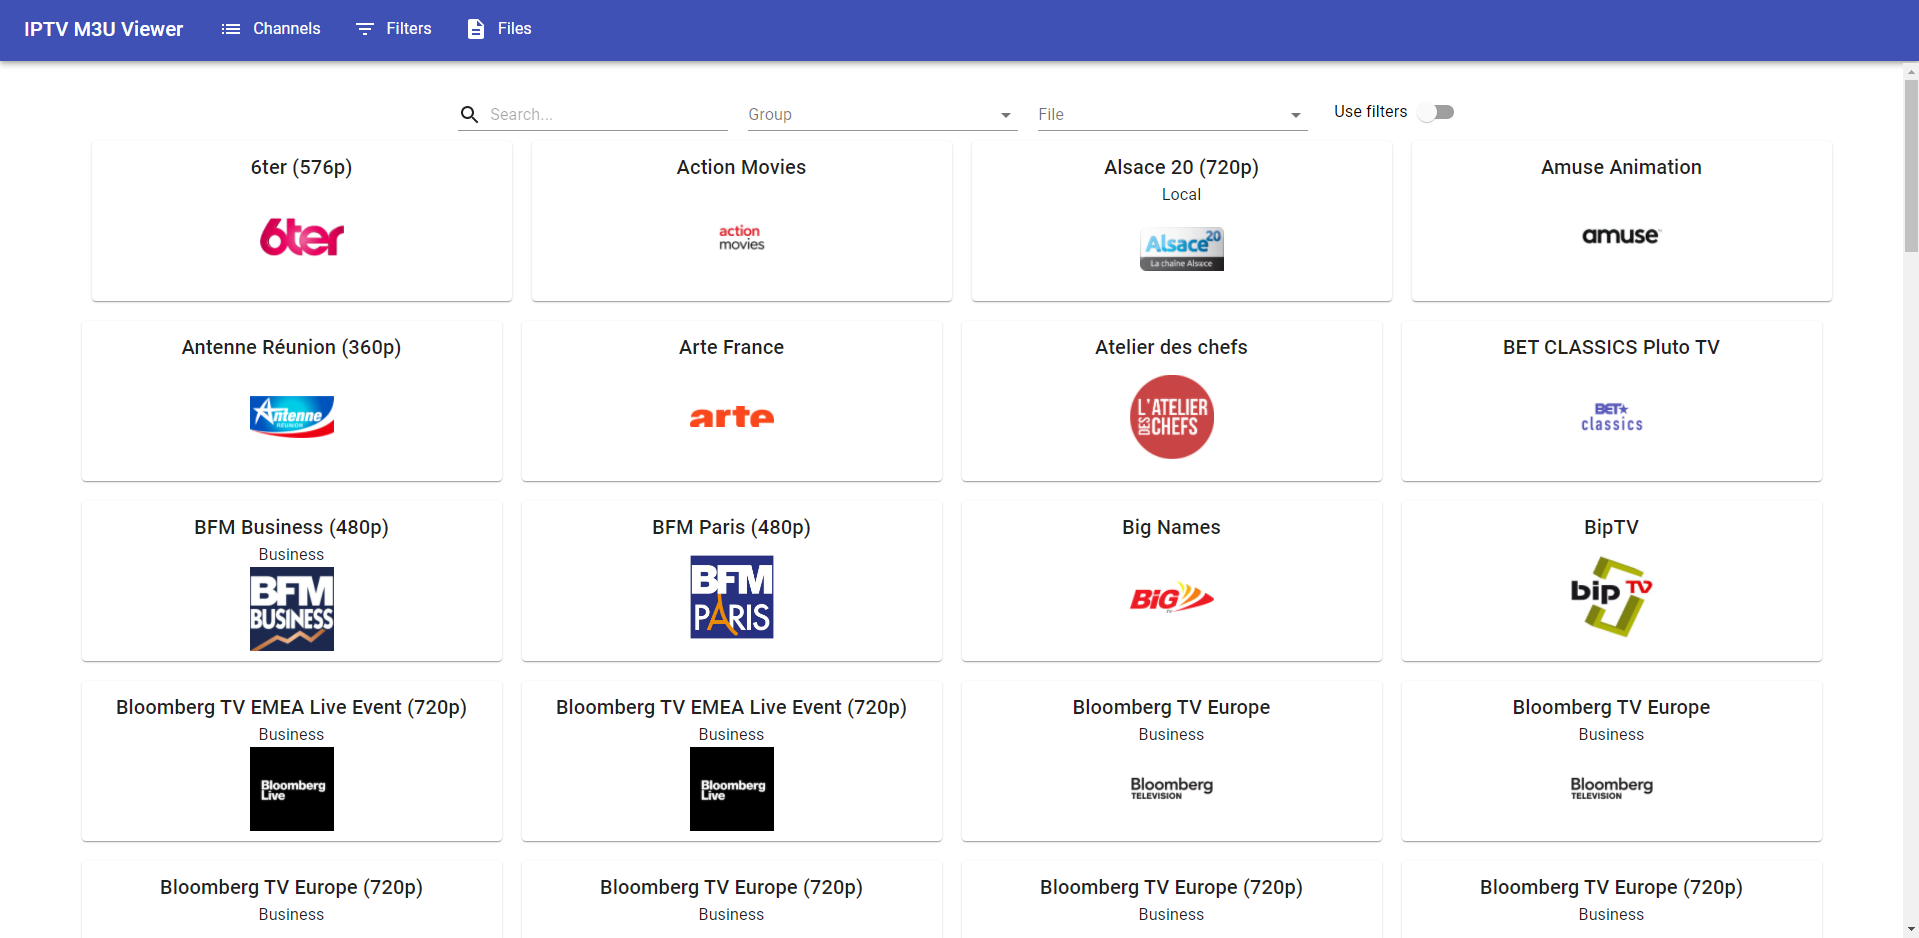 IPTV M3U Viewer Channels Filters Files
Search... Group File Use filters
6ter (576p) Action Movies Alsace 20 (720p) Amuse Animation
Local
6ter action movies Alsace20 La chaîne Alsace amuse
Antenne Réunion (360p) Arte France Atelier des chefs BET CLASSICS Pluto TV
Antenne RÉUNION arte L'ATELIER DES CHEFS BET classics
BFM Business (480p) BFM Paris (480p) Big Names BipTV
Business
BFM BUSINESS BFM PARIS BiG TV bip TV
Bloomberg TV EMEA Live Event (720p) Bloomberg TV EMEA Live Event (720p) Bloomberg TV Europe Bloomberg TV Europe
Business Business Business Business
Bloomberg Live Bloomberg Live Bloomberg TELEVISION Bloomberg TELEVISION
Bloomberg TV Europe (720p) Bloomberg TV Europe (720p) Bloomberg TV Europe (720p) Bloomberg TV Europe (720p)
Business Business Business Business